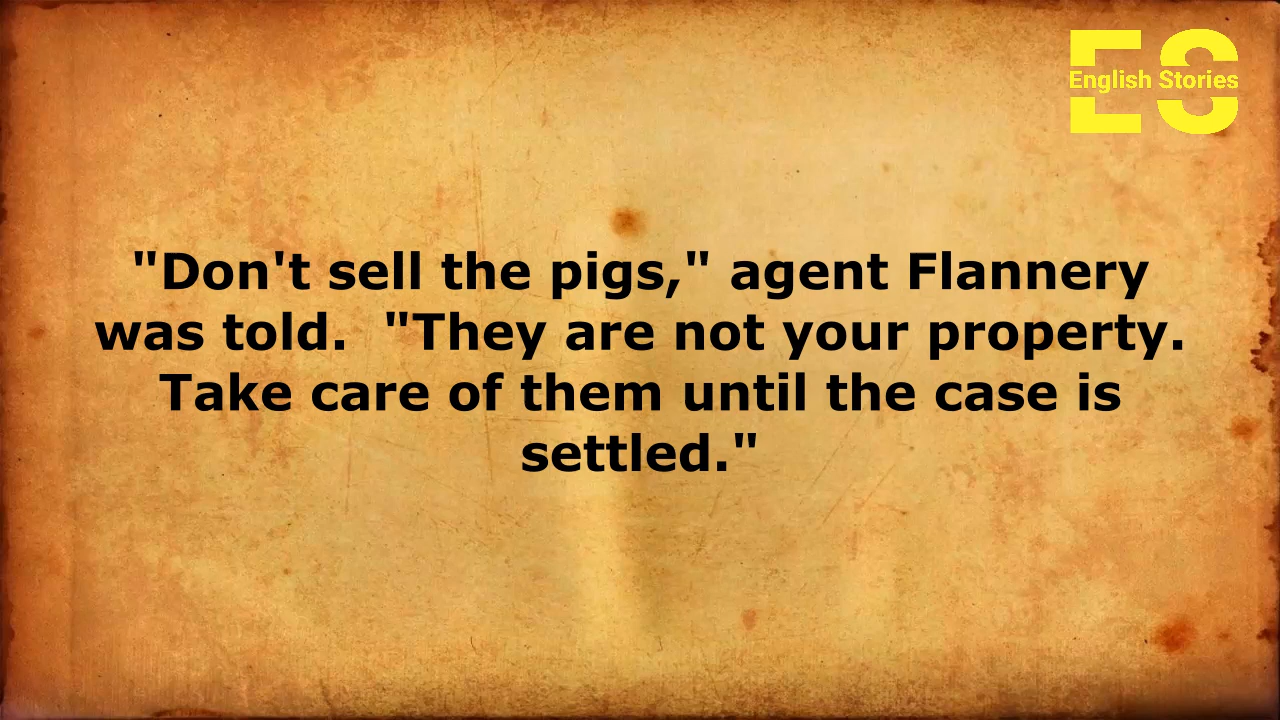 ES
English Stories
"Don't sell the pigs," agent Flannery
was told.  "They are not your property.
Take care of them until the case is
settled."